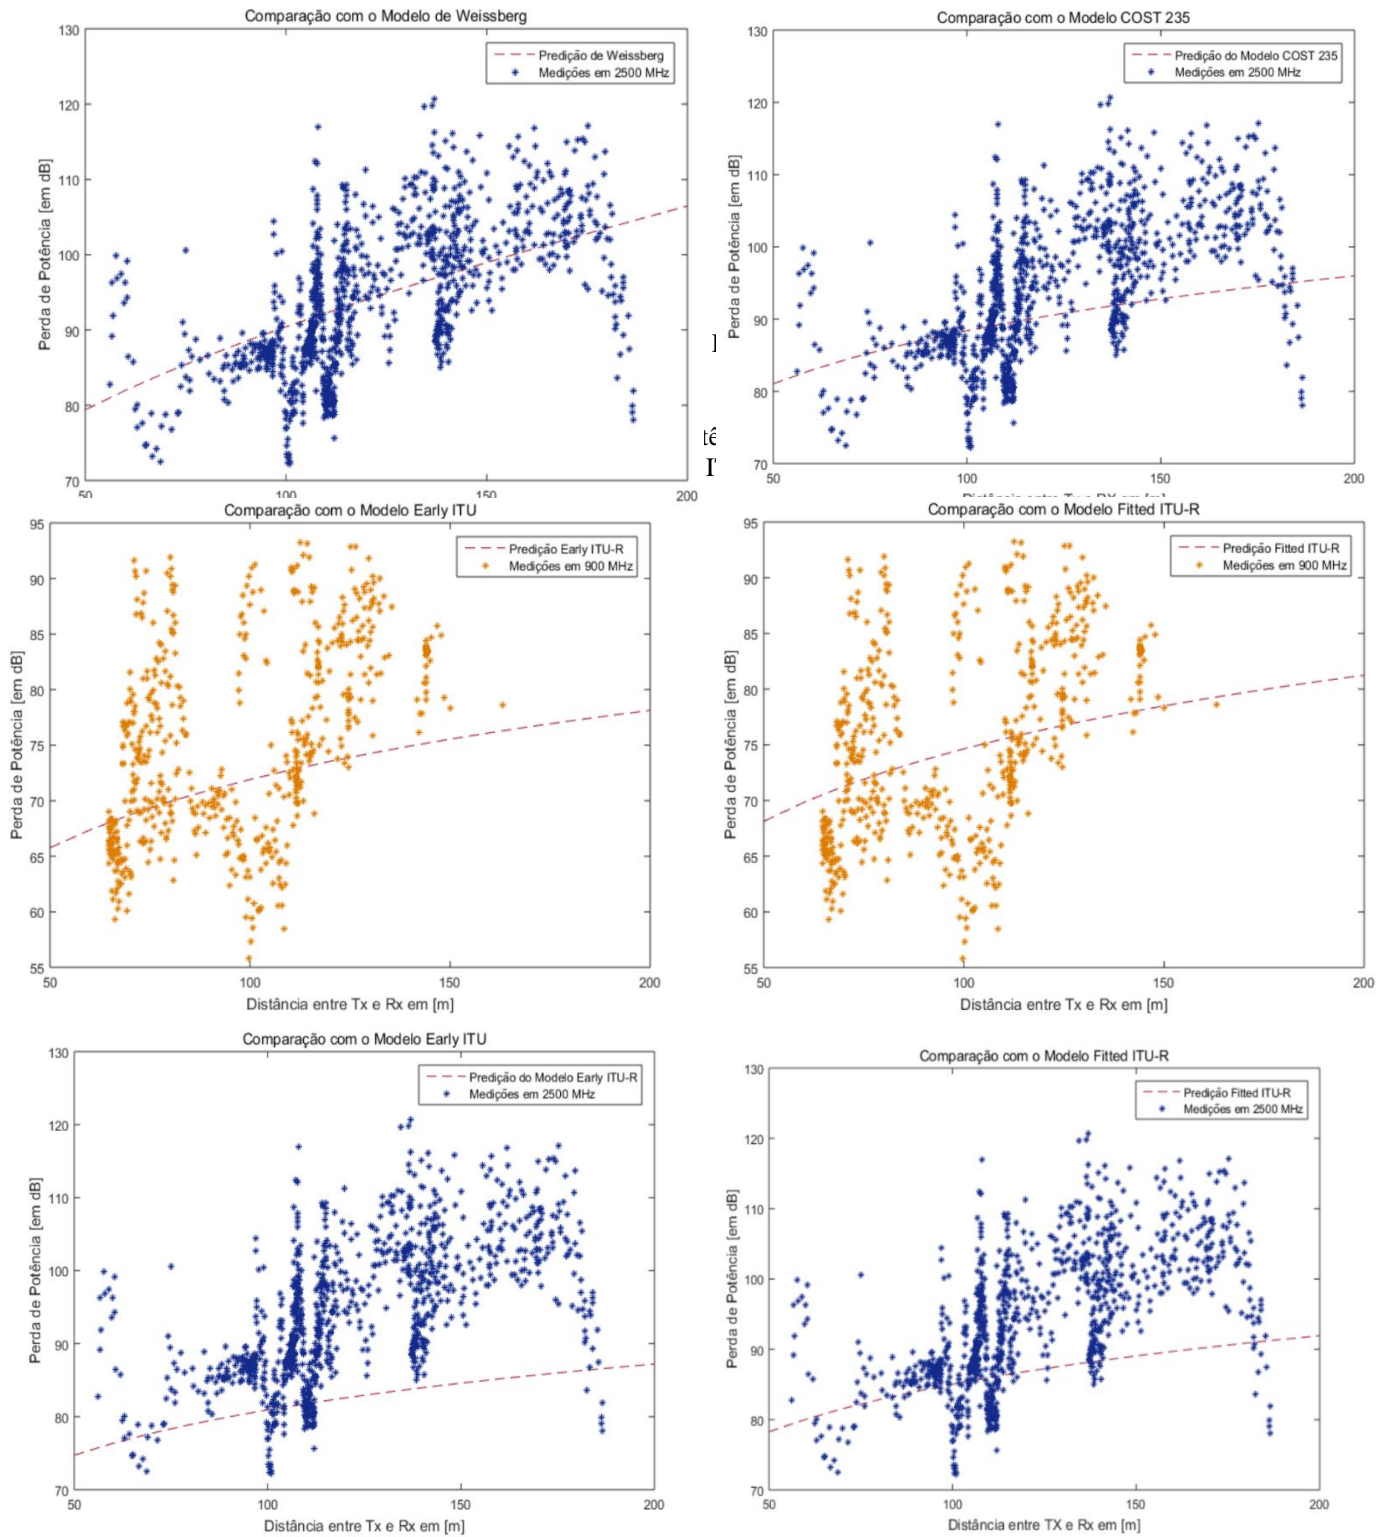 Comparação com o Modelo de Weissberg
Predição de Weissberg
Medições em 2500 MHz
Perda de Potência [em dB]
130
120
110
100
90
80
70
50
100
150
200
Comparação com o Modelo COST 235
Predição do Modelo COST 235
Medições em 2500 MHz
Perda de Potência [em dB]
130
120
110
100
90
80
70
50
100
150
200
Distância entre Tx e RX em [m]
tê
Comparação com o Modelo Early ITU
Predição Early ITU-R
Medições em 900 MHz
Perda de Potência [em dB]
95
90
85
80
75
70
65
60
55
50
100
150
200
Distância entre Tx e Rx em [m]
Comparação com o Modelo Fitted ITU-R
Predição Fitted ITU-R
Medições em 900 MHz
Perda de Potência [em dB]
95
90
85
80
75
70
65
60
55
50
100
150
200
Distância entre Tx e Rx em [m]
Comparação com o Modelo Early ITU
Predição do Modelo Early ITU-R
Medições em 2500 MHz
Perda de Potência [em dB]
130
120
110
100
90
80
70
50
100
150
200
Distância entre Tx e Rx em [m]
Comparação com o Modelo Fitted ITU-R
Predição Fitted ITU-R
Medições em 2500 MHz
Perda de Potência [em dB]
130
120
110
100
90
80
70
50
100
150
200
Distância entre TX e Rx em [m]